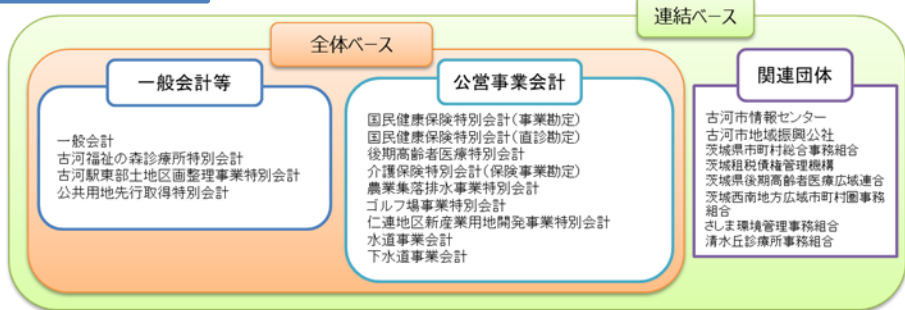 連結ベース
全体ベース
一般会計等
一般会計
古河福祉の森診療所特別会計
古河駅東部土地区画整理事業特別会計
公共用地先行取得特別会計
公営事業会計
国民健康保険特別会計(事業勘定)
国民健康保険特別会計(直診勘定)
後期高齢者医療特別会計
介護保険特別会計(保険事業勘定)
農業集落排水事業特別会計
ゴルフ場事業特別会計
仁連地区新産業用地開発事業特別会計
水道事業会計
下水道事業会計
関連団体
古河市情報センター
古河市地域振興公社
茨城県市町村総合事務組合
茨城租税債権管理機構
茨城県後期高齢者医療広域連合
茨城西南地方広域市町村圏事務
組合
さしま環境管理事務組合
清水丘診療所事務組合